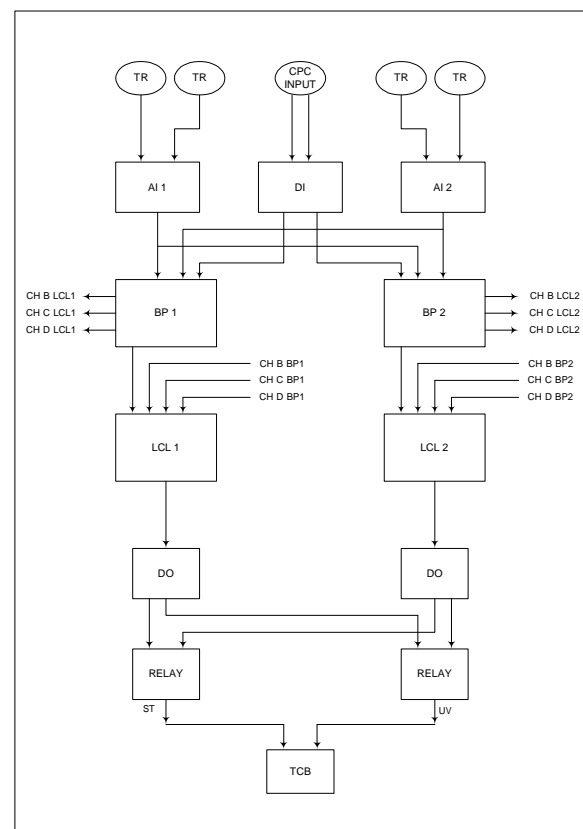 TR
TR
CPC
INPUT
TR
TR
AI 1
DI
AI 2
CH B LCL1
CH C LCL1
CH D LCL1
BP 1
BP 2
CH B LCL2
CH C LCL2
CH D LCL2
CH B BP1
CH C BP1
CH D BP1
CH B BP2
CH C BP2
CH D BP2
LCL 1
LCL 2
DO
DO
RELAY
RELAY
ST
UV
TCB